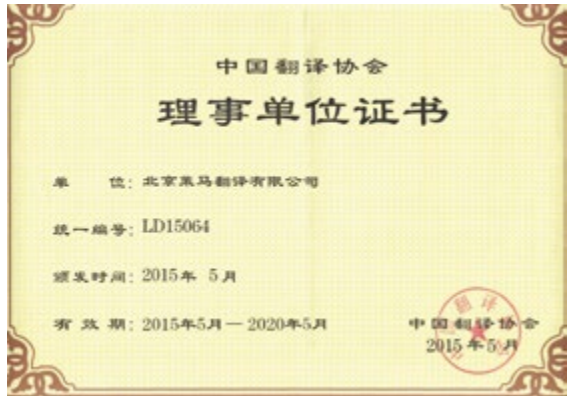 中国翻译协会
理事单位证书
单 位：北京莱马翻译有限公司
统一编号：LD15064
颁发时间：2015年 5月
有 效 期：2015年5月—2020年5月
中国翻译协会
2015年5月